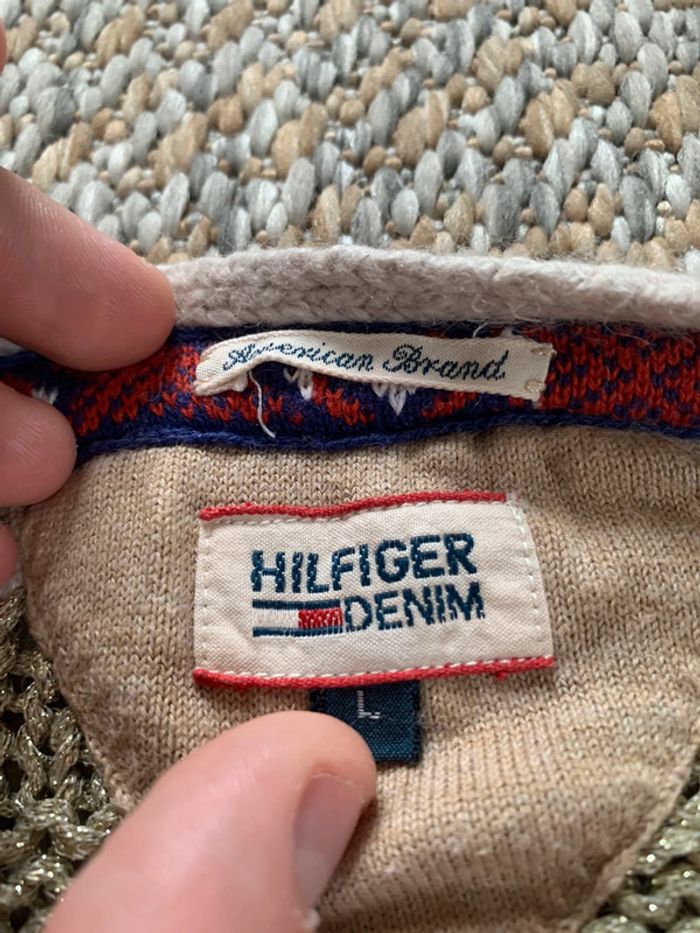 American Brand
HILFIGER
DENIM
L